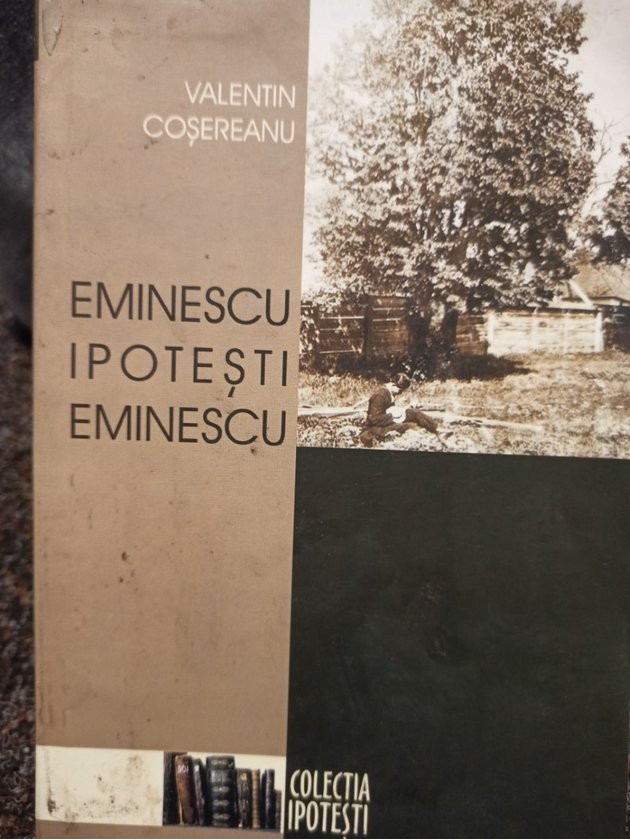 VALENTIN
COȘEREANU
EMINESCU
IPOTEȘTI
EMINESCU
COLECȚIA
IPOTEȘTI